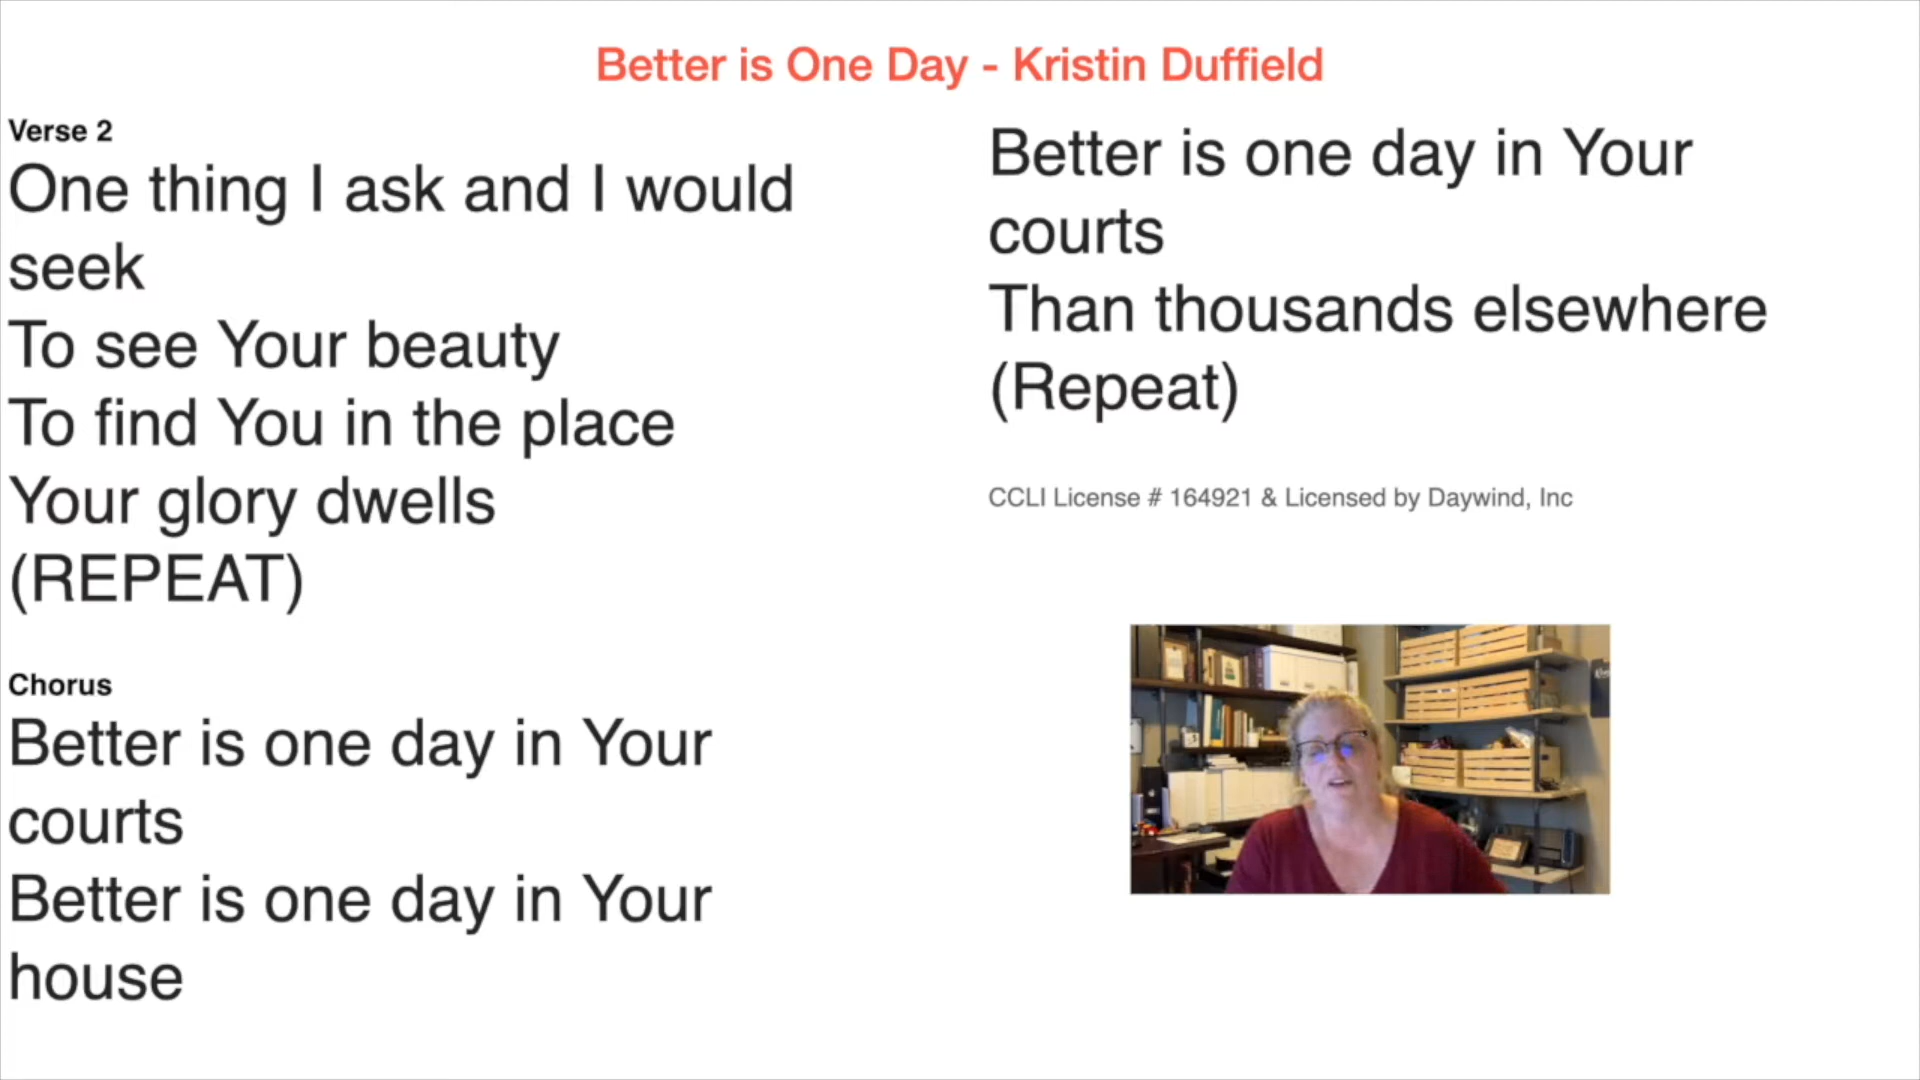 Better is One Day - Kristin Duffield
Verse 2
One thing I ask and I would
seek
To see Your beauty
To find You in the place
Your glory dwells
(REPEAT)
Chorus
Better is one day in Your
courts
Better is one day in Your
house
Better is one day in Your
courts
Than thousands elsewhere
(Repeat)
CCLI License # 164921 & Licensed by Daywind, Inc